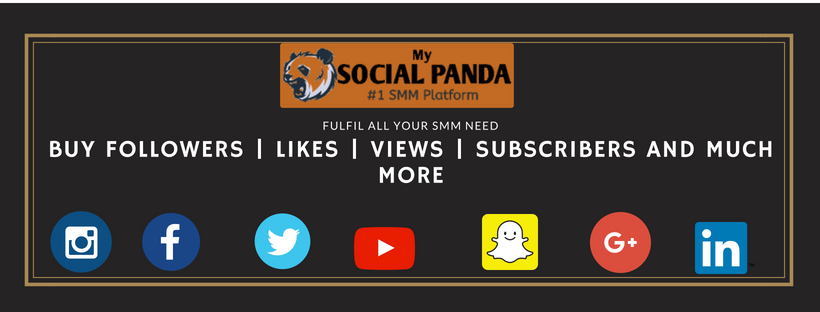 My
SOCIAL PANDA
#1 SMM Platform
FULFIL ALL YOUR SMM NEED
BUY FOLLOWERS | LIKES | VIEWS | SUBSCRIBERS AND MUCH
MORE
f
G+
in